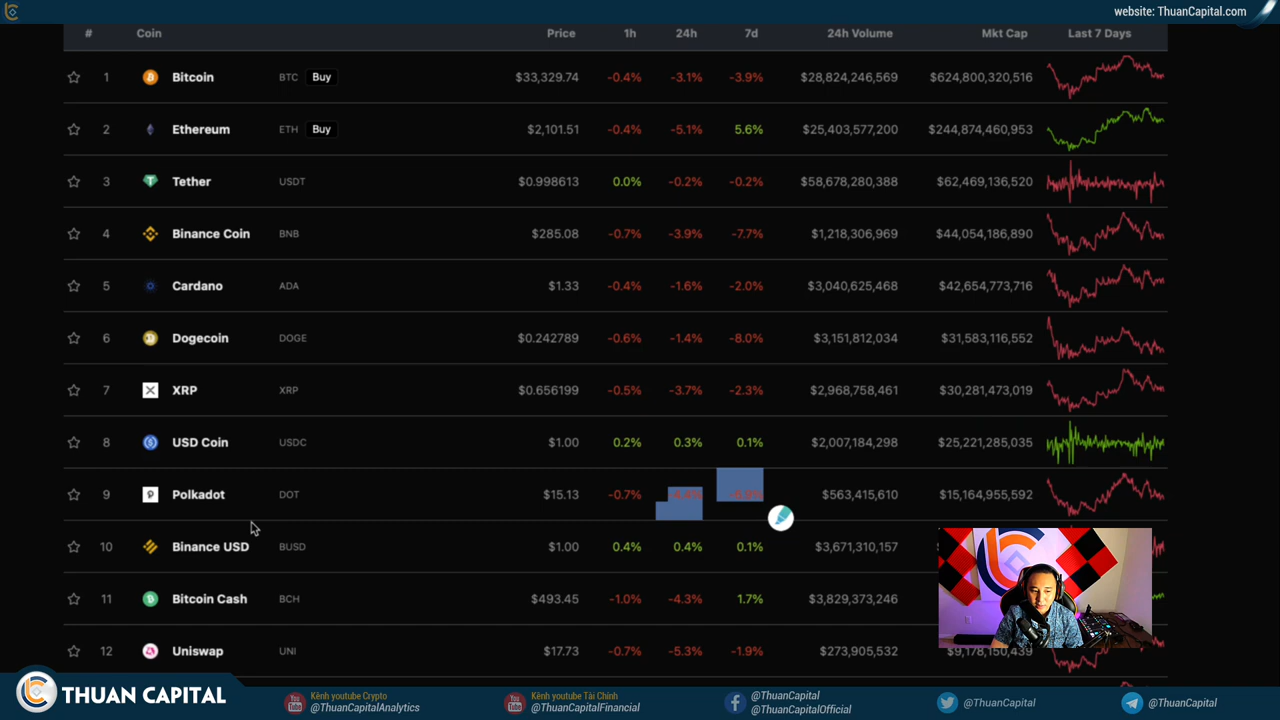 website: ThuanCapital.com
# Coin Price 1h 24h 7d 24h Volume Mkt Cap Last 7 Days
1 Bitcoin BTC Buy $33,329.74 -0.4% -3.1% -3.9% $28,824,246,569 $624,800,320,516
2 Ethereum ETH Buy $2,101.51 -0.4% -5.1% 5.6% $25,403,577,200 $244,874,460,953
3 Tether USDT $0.998613 0.0% -0.2% -0.2% $58,678,280,388 $62,469,136,520
4 Binance Coin BNB $285.08 -0.7% -3.9% -7.7% $1,218,306,969 $44,054,186,890
5 Cardano ADA $1.33 -0.4% -1.6% -2.0% $3,040,625,468 $42,654,773,716
6 Dogecoin DOGE $0.242789 -0.6% -1.4% -8.0% $3,151,812,034 $31,583,116,552
7 XRP XRP $0.656199 -0.5% -3.7% -2.3% $2,968,758,461 $30,281,473,019
8 USD Coin USDC $1.00 0.2% 0.3% 0.1% $2,007,184,298 $25,221,285,035
9 Polkadot DOT $15.13 -0.7% $563,415,610 $15,164,955,592
10 Binance USD BUSD $1.00 0.4% 0.4% 0.1% $3,671,310,157
11 Bitcoin Cash BCH $493.45 -1.0% -4.3% 1.7% $3,829,373,246
12 Uniswap UNI $17.73 -0.7% -5.3% -1.9% $273,905,532 $9,178,150,439
THUAN CAPITAL
Kênh youtube Crypto
@ThuanCapitalAnalytics
Kênh youtube Tài Chính
@ThuanCapitalFinancial
@ThuanCapital
@ThuanCapitalOfficial
@ThuanCapital
@ThuanCapital